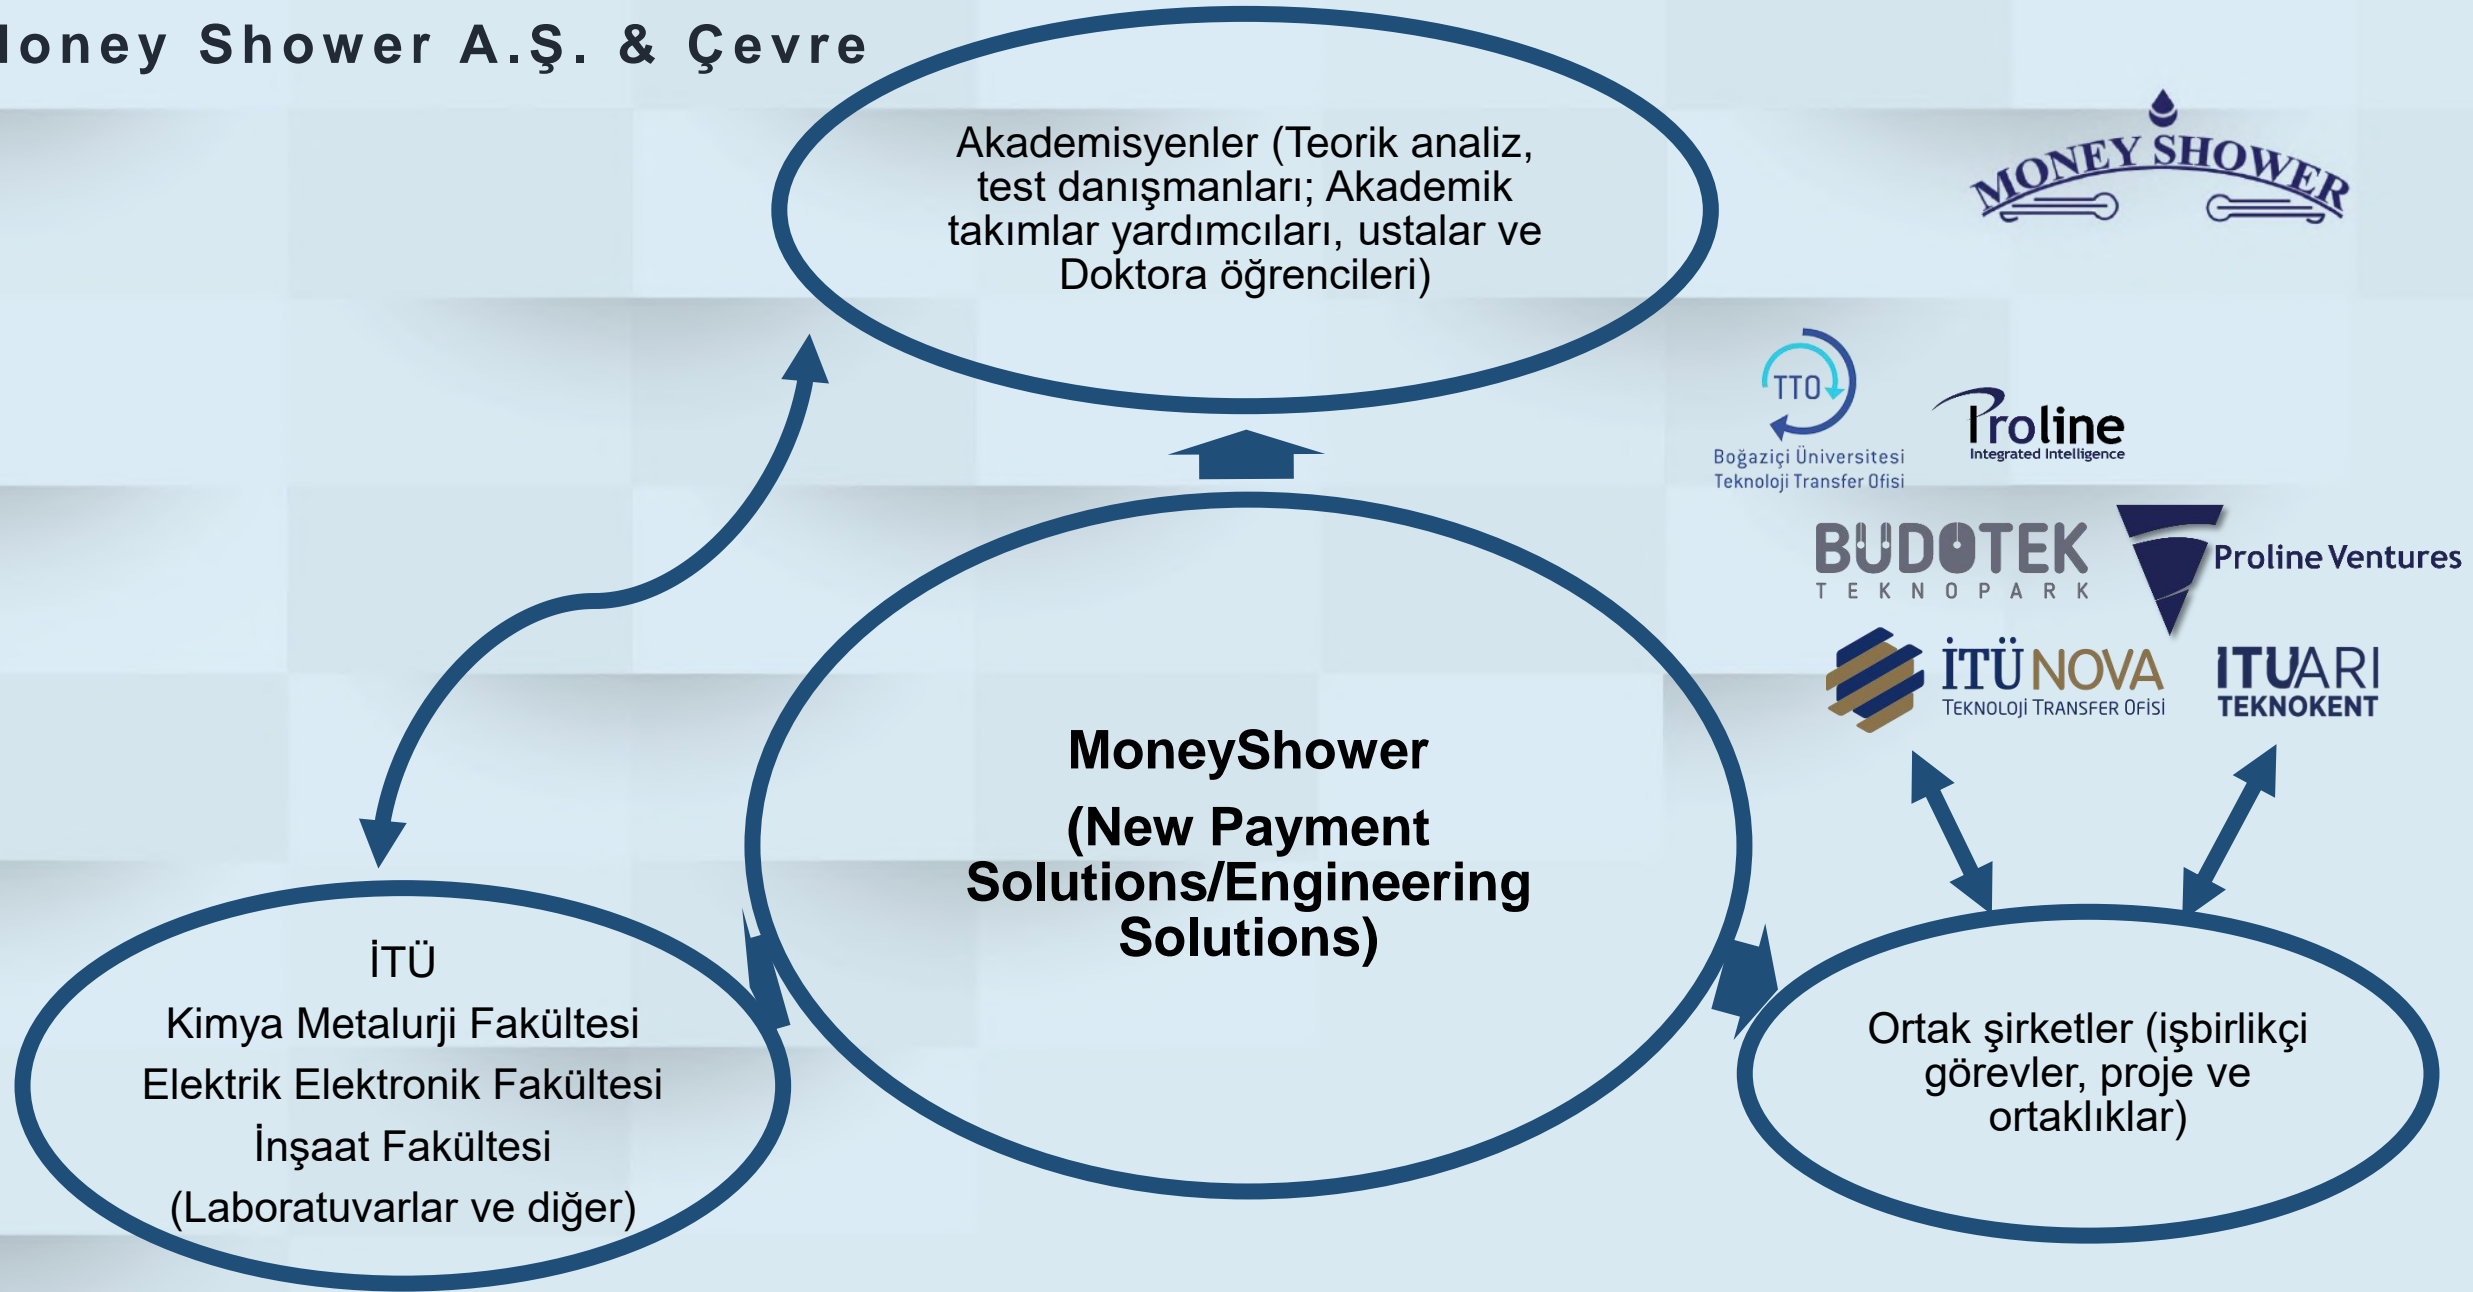 oney Shower A.Ş. & Çevre
Akademisyenler (Teorik analiz,
test danışmanları; Akademik
takımlar yardımcıları, ustalar ve
Doktora öğrencileri)
MONEY SHOWER
TTO
Boğaziçi Üniversitesi
Teknoloji Transfer Ofisi
Proline
Integrated Intelligence
BUDOTEK
TEKNOPARK
Proline Ventures
İTÜ NOVA
TEKNOLOJİ TRANSFER OFİSİ
ITUARI
TEKNOKENT
MoneyShower
(New Payment
Solutions/Engineering
Solutions)
İTÜ
Kimya Metalurji Fakültesi
Elektrik Elektronik Fakültesi
İnşaat Fakültesi
(Laboratuvarlar ve diğer)
Ortak şirketler (işbirlikçi
görevler, proje ve
ortaklıklar)